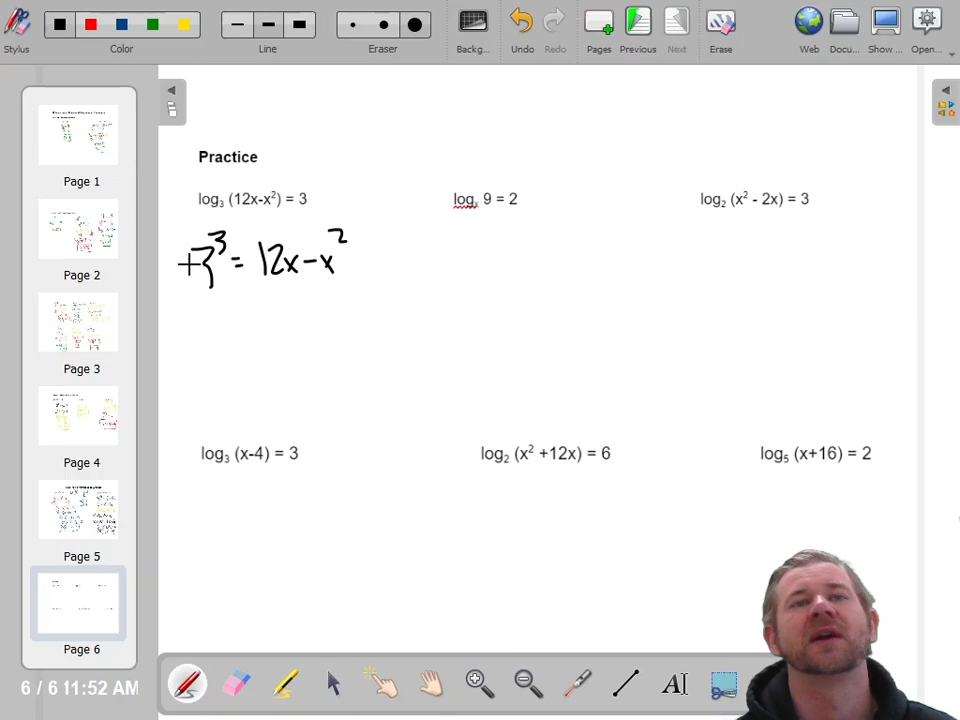 Stylus
Color
Line
Eraser
Backg...
Undo
Redo
Pages
Previous
Next
Erase
Web
Docu...
Show ...
Open...
Page 1
Page 2
Page 3
Page 4
Page 5
Page 6
Practice
log₃ (12x-x²) = 3
logₓ 9 = 2
log₂ (x² - 2x) = 3
3³ = 12x-x²
log₃ (x-4) = 3
log₂ (x² +12x) = 6
log₅ (x+16) = 2
6 / 6 11:52 AM